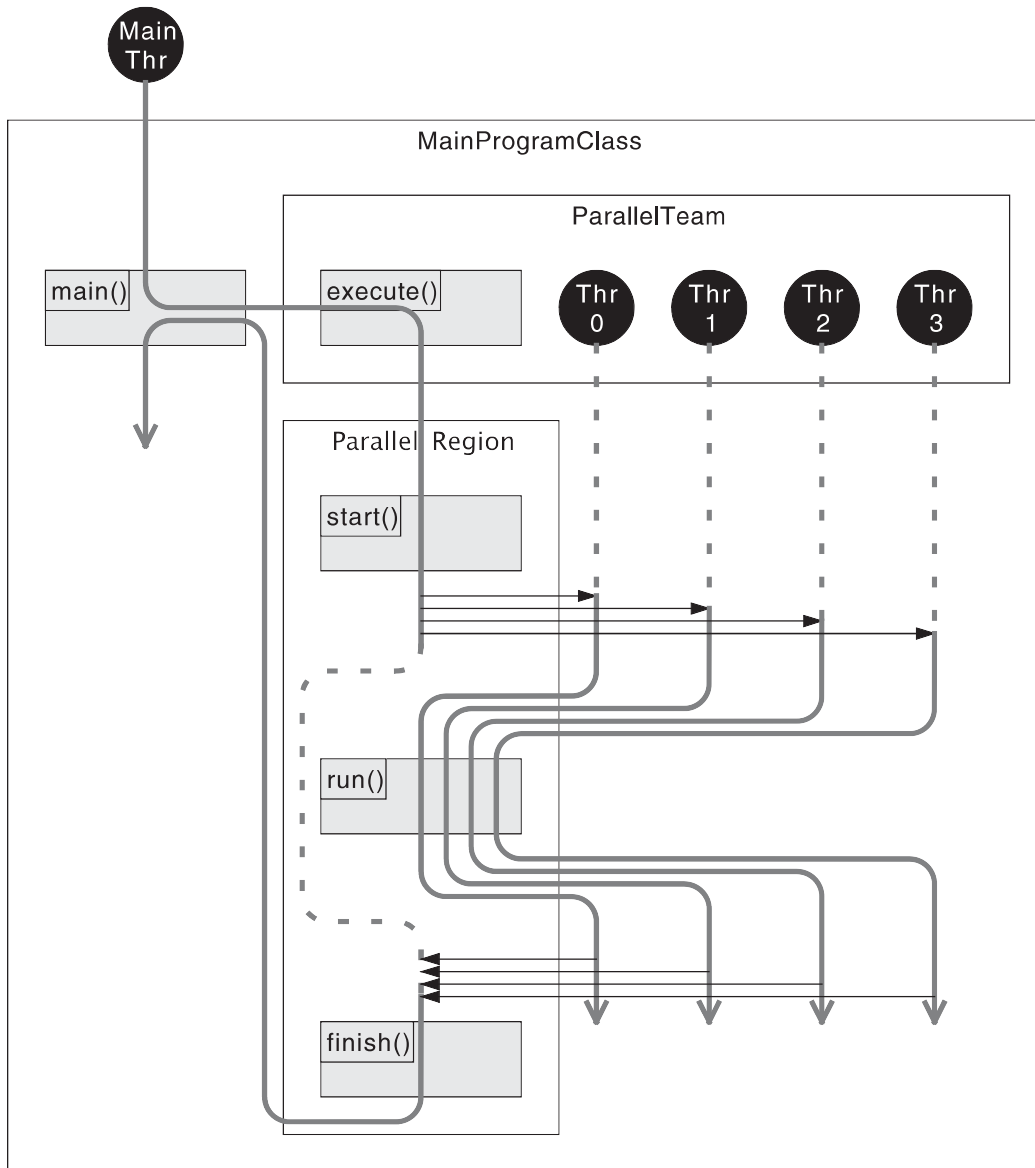 Main
Thr
MainProgramClass
ParallelTeam
main()
execute()
Thr
0
Thr
1
Thr
2
Thr
3
Parallel Region
start()
run()
finish()